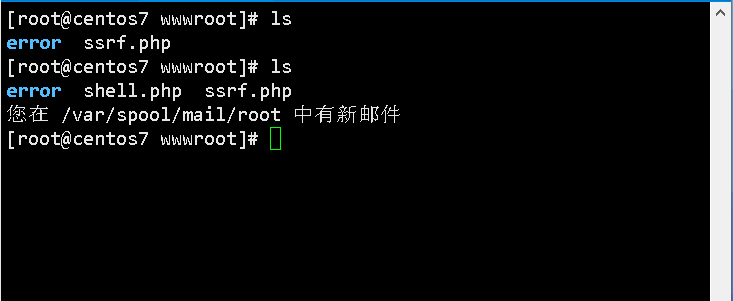 [root@centos7 wwwroot]# ls
error  ssrf.php
[root@centos7 wwwroot]# ls
error  shell.php  ssrf.php
您在 /var/spool/mail/root 中有新邮件
[root@centos7 wwwroot]#